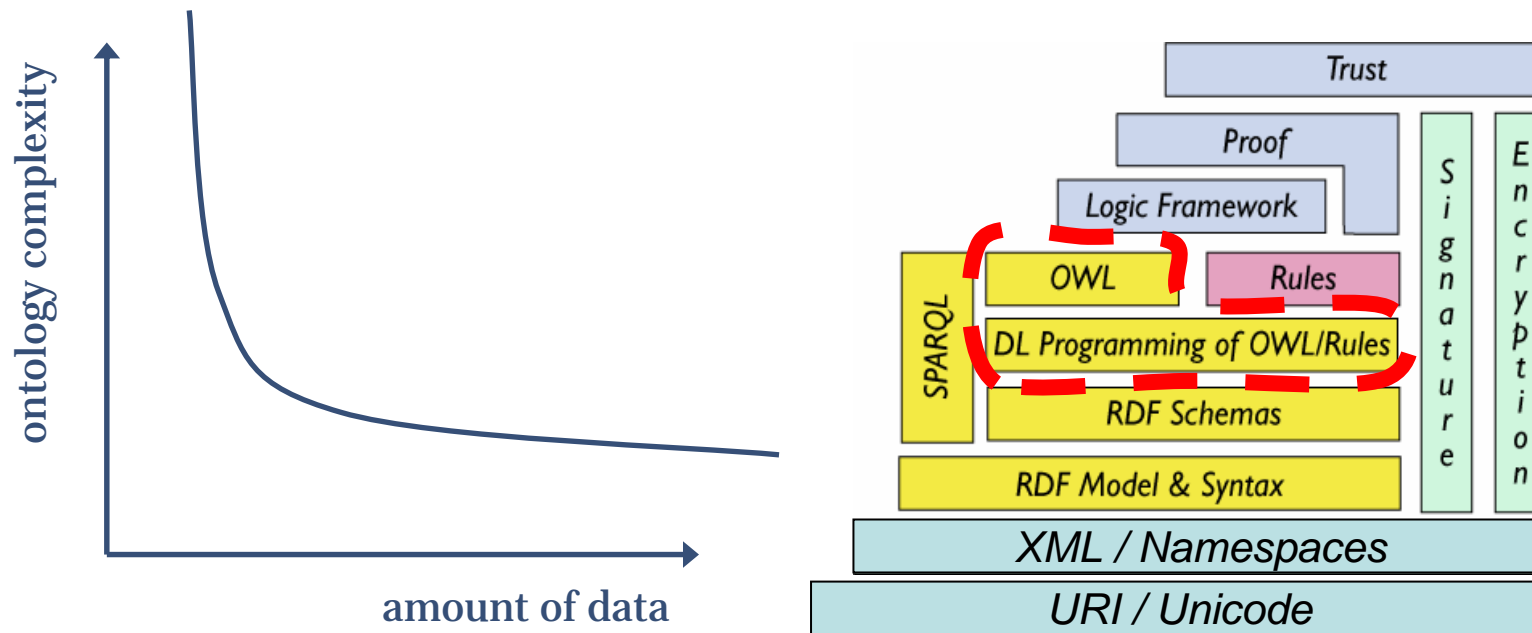 ontology complexity
amount of data
Trust
Proof
Logic Framework
OWL
Rules
SPARQL
DL Programming of OWL/Rules
RDF Schemas
RDF Model & Syntax
Signature
Encryption
XML / Namespaces
URI / Unicode